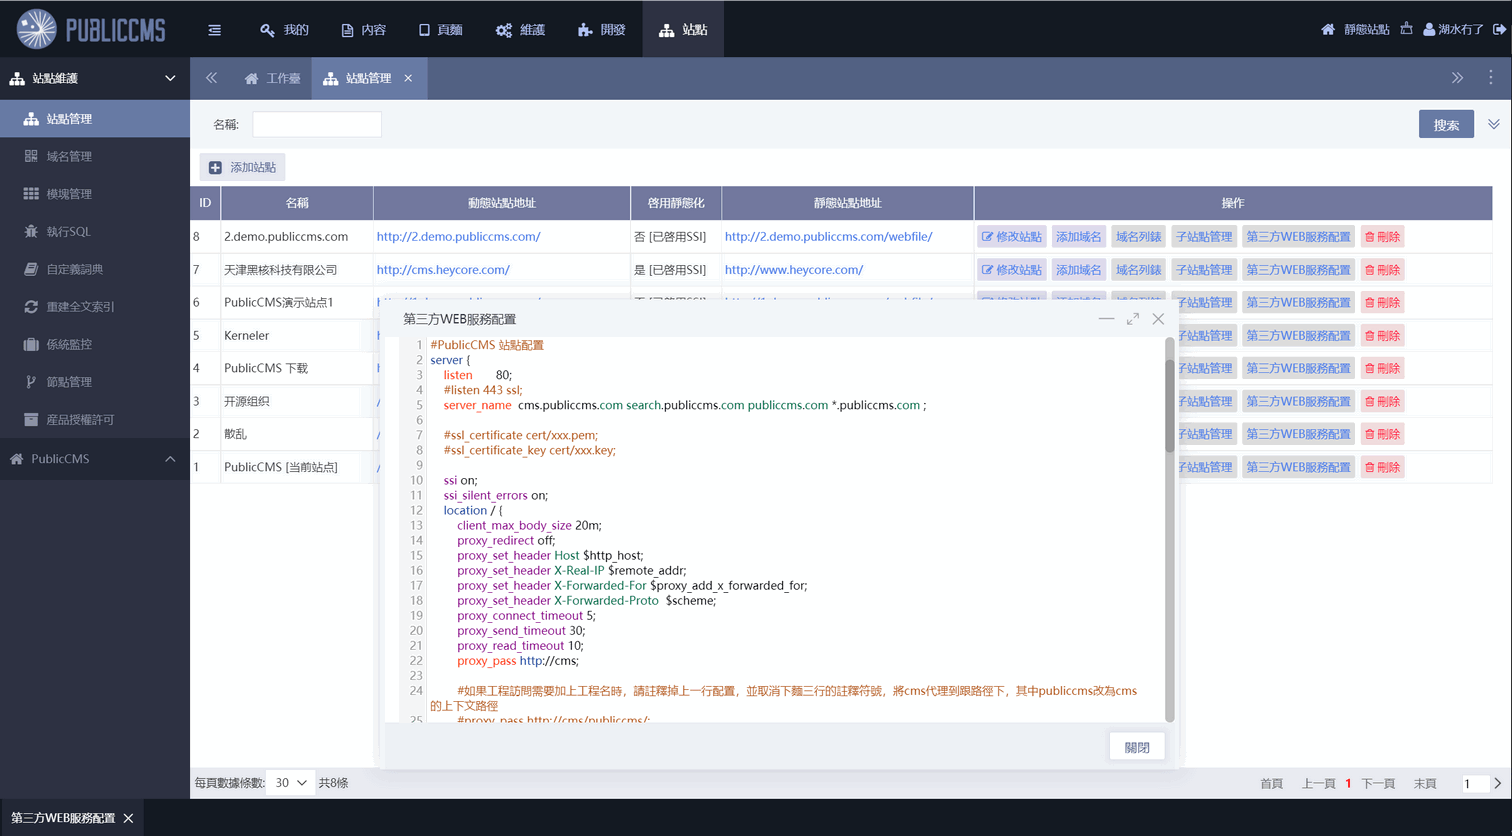 PUBLICCMS
我的
内容
頁麵
維護
開發
站點
靜態站點
湖水冇了
站點維護
工作臺
站點管理
站點管理
域名管理
模塊管理
執行SQL
自定義詞典
重建全文索引
係統監控
節點管理
産品授權許可
PublicCMS
名稱:
搜索
添加站點
ID 名稱 動態站點地址 啓用靜態化 靜態站點地址 操作
8 2.demo.publiccms.com http://2.demo.publiccms.com/ 否 [已啓用SSI] http://2.demo.publiccms.com/webfile/ 修改站點 添加域名 域名列錶 子站點管理 第三方WEB服務配置 刪除
7 天津黑核科技有限公司 http://cms.heycore.com/ 是 [已啓用SSI] http://www.heycore.com/ 修改站點 添加域名 域名列錶 子站點管理 第三方WEB服務配置 刪除
6 PublicCMS演示站点1 子站點管理 第三方WEB服務配置 刪除
5 Kerneler 子站點管理 第三方WEB服務配置 刪除
4 PublicCMS 下载 子站點管理 第三方WEB服務配置 刪除
3 开源组织 子站點管理 第三方WEB服務配置 刪除
2 散乱 子站點管理 第三方WEB服務配置 刪除
1 PublicCMS [当前站点] 子站點管理 第三方WEB服務配置 刪除
第三方WEB服務配置
1 #PublicCMS 站點配置
2 server {
3 listen 80;
4 #listen 443 ssl;
5 server_name cms.publiccms.com search.publiccms.com publiccms.com *.publiccms.com ;
6
7 #ssl_certificate cert/xxx.pem;
8 #ssl_certificate_key cert/xxx.key;
9
10 ssi on;
11 ssi_silent_errors on;
12 location / {
13 client_max_body_size 20m;
14 proxy_redirect off;
15 proxy_set_header Host $http_host;
16 proxy_set_header X-Real-IP $remote_addr;
17 proxy_set_header X-Forwarded-For $proxy_add_x_forwarded_for;
18 proxy_set_header X-Forwarded-Proto $scheme;
19 proxy_connect_timeout 5;
20 proxy_send_timeout 30;
21 proxy_read_timeout 10;
22 proxy_pass http://cms;
23
24 #如果工程訪問需要加上工程名時，請註釋掉上一行配置，並取消下麵三行的註釋符號，將cms代理到跟路徑下，其中publiccms改為cms
的上下文路徑
25 #proxy_pass http://cms/publiccms/;
關閉
每頁數據條數: 30 共8條
首頁 上一頁 1 下一頁 末頁 1
第三方WEB服務配置